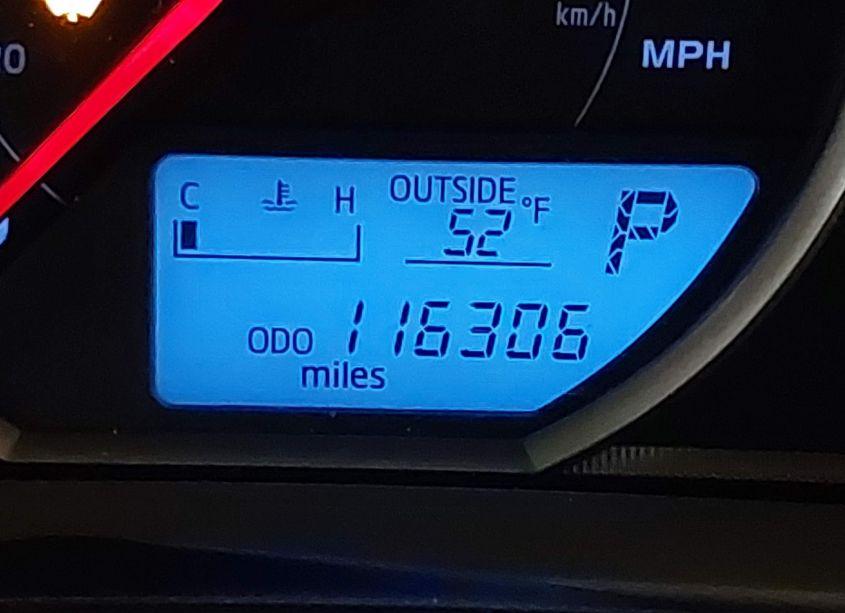 km/h
MPH
C H OUTSIDE °F P
52
ODO 116306
miles